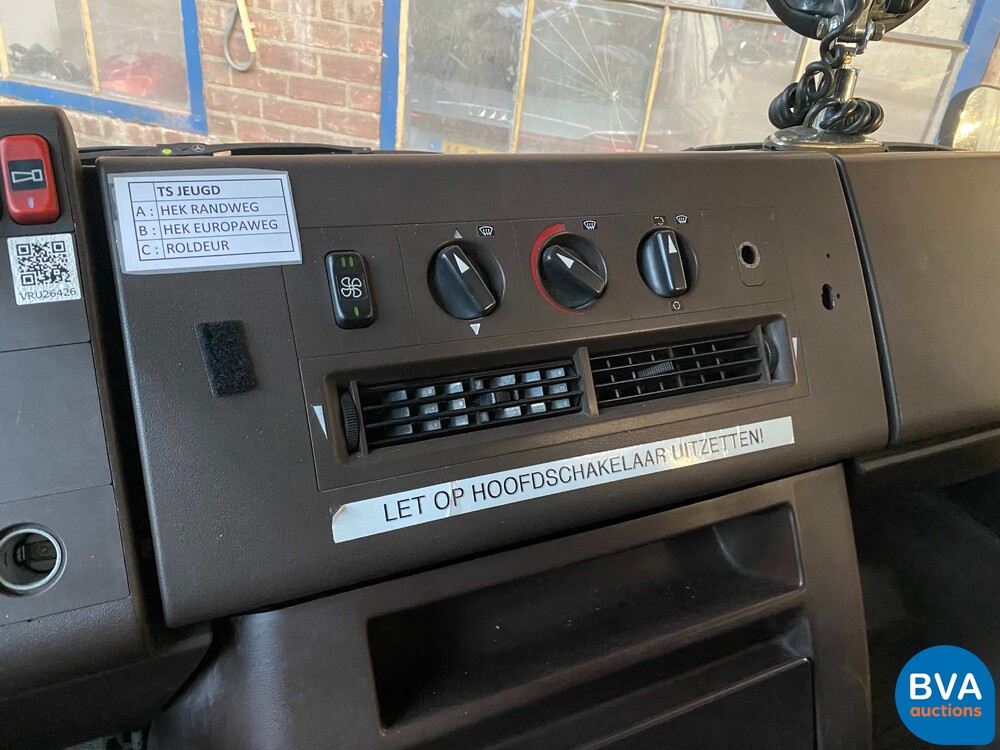 TS JEUGD
A : HEK RANDWEG
B : HEK EUROPAWEG
C : ROLDEUR
VRU26426
LET OP HOOFDSCHAKELAAR UITZETTEN!
BVA
auctions